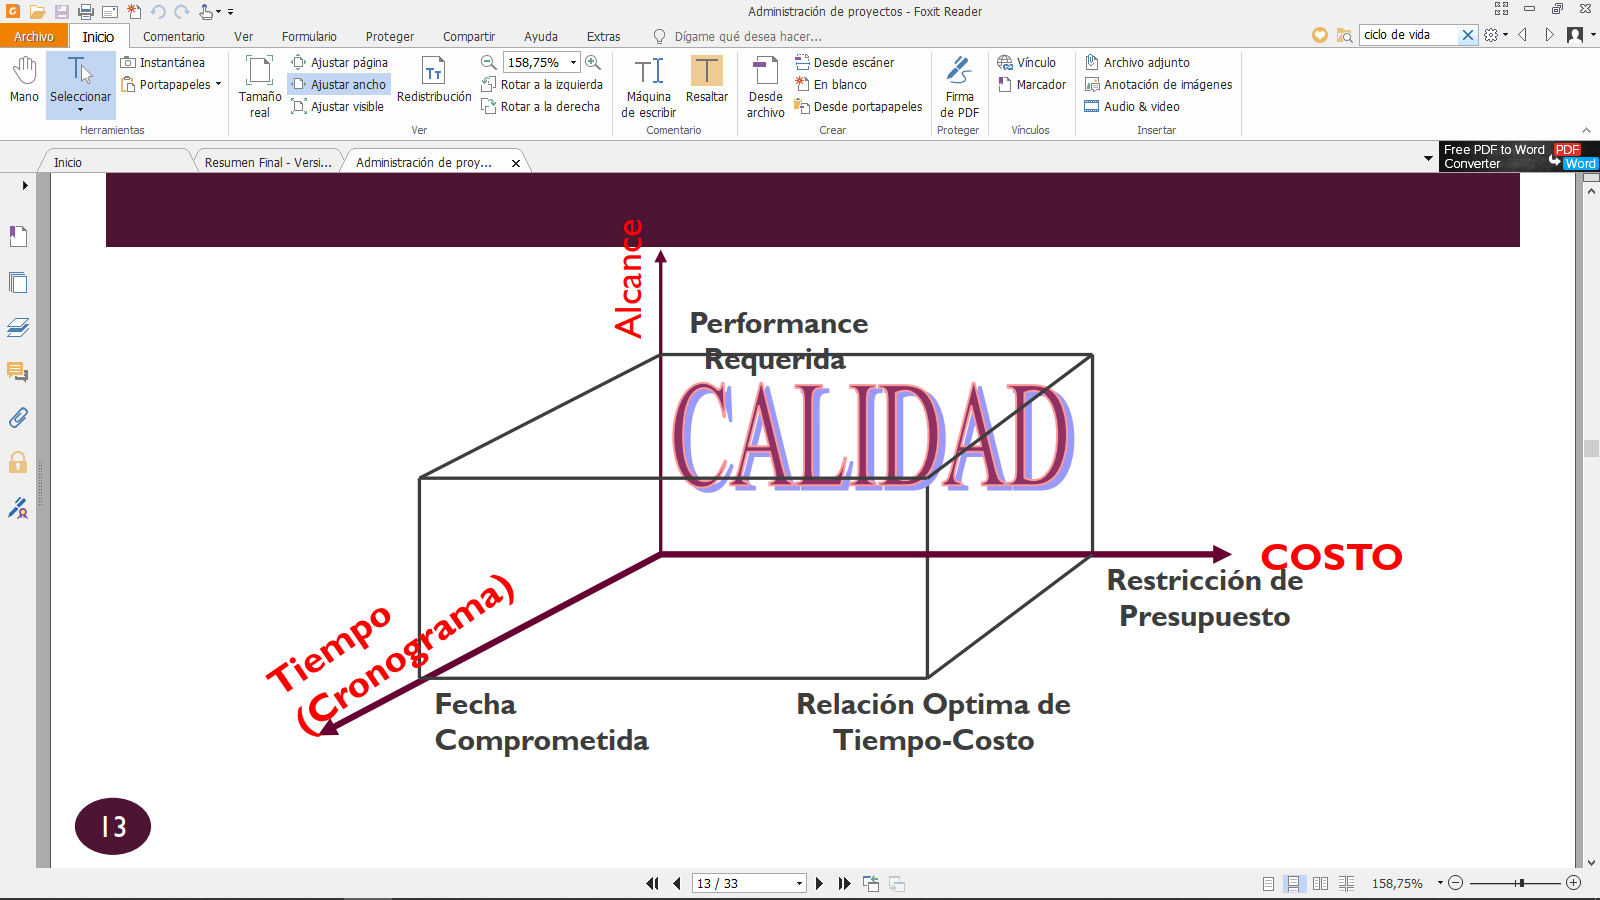 Administración de proyectos - Foxit Reader
Archivo Inicio Comentario Ver Formulario Proteger Compartir Ayuda Extras Dígame qué desea hacer... ciclo de vida
Mano
Seleccionar
Instantánea
Portapapeles
Herramientas
Tamaño
real
Ajustar página
Ajustar ancho
Ajustar visible
Redistribución
158,75%
Rotar a la izquierda
Rotar a la derecha
Ver
Máquina
de escribir
Resaltar
Comentario
Desde
archivo
Desde escáner
En blanco
Desde portapapeles
Crear
Firma
de PDF
Proteger
Vínculo
Marcador
Vínculos
Archivo adjunto
Anotación de imágenes
Audio & video
Insertar
Inicio
Resumen Final - Versi...
Administración de proy...
Free PDF to Word
Converter
PDF
Word
Alcance
Performance
Requerida
CALIDAD
COSTO
Restricción de
Presupuesto
Tiempo
(Cronograma)
Fecha
Comprometida
Relación Optima de
Tiempo-Costo
13
13 / 33
158,75%